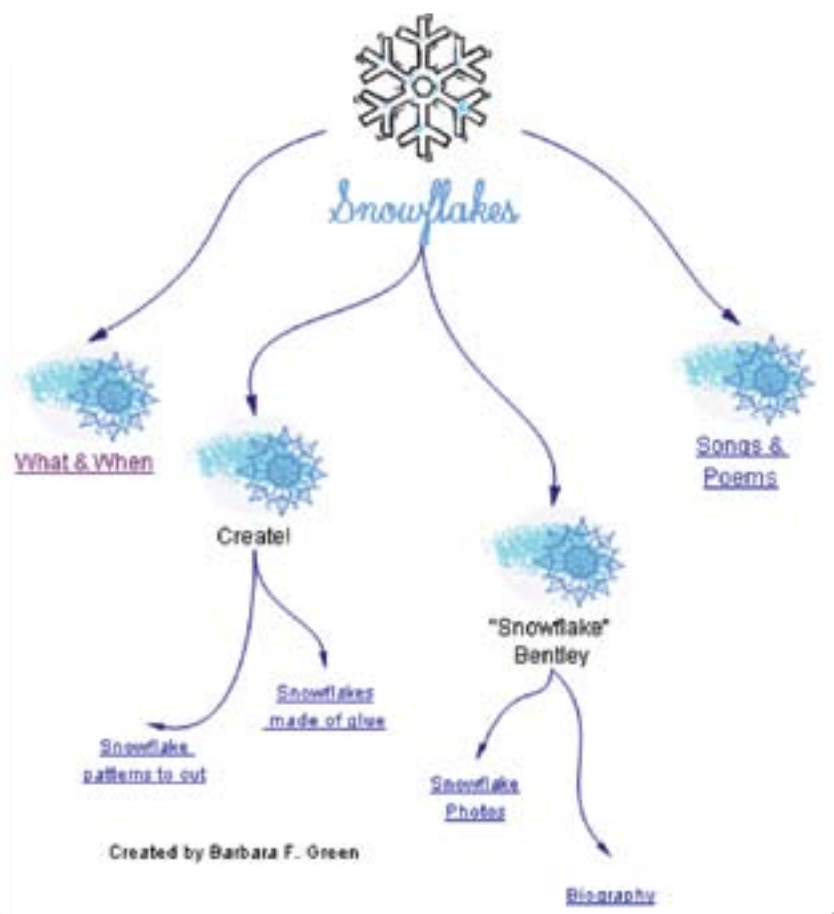 Snowflakes
What & When
Songs &
Poems
Create!
"Snowflake"
Bentley
Snowflakes
made of glue
Snowflake
patterns to cut
Snowflake
Photos
Created by Barbara F. Green
Biography